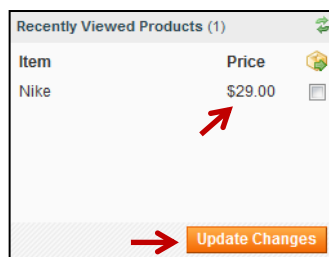 Recently Viewed Products (1)
Item Price
Nike $29.00
Update Changes